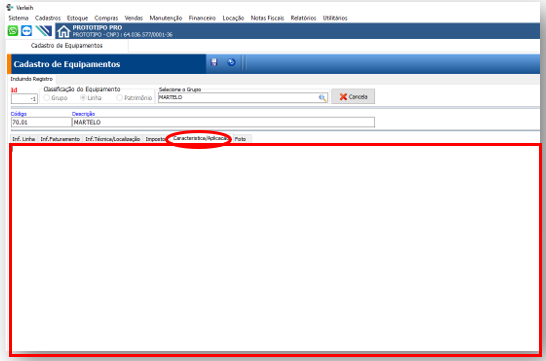 Verleih
Sistema Cadastros Estoque Compras Vendas Manutenção Financeiro Locação Notas Fiscais Relatórios Utilitários
PROTOTIPO PRO
PROTOTIPO - CNPJ : 64.036.577/0001-36
Cadastro de Equipamentos
Cadastro de Equipamentos
Incluindo Registro
Id Classificação do Equipamento Selecione o Grupo
-1 Grupo Linha Patrimônio MARTELO Cancela
Código Descrição
78.01 MARTELO
Inf. Linha Inf.Faturamento Inf.Técnica/Localização Imposto Característica/Aplicação Foto